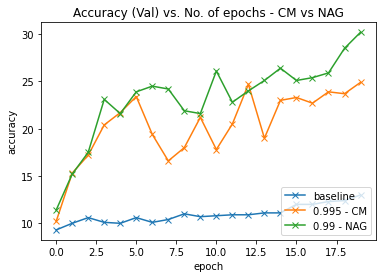 Accuracy (Val) vs. No. of epochs - CM vs NAG
accuracy
30
25
20
15
10
0.0 2.5 5.0 7.5 10.0 12.5 15.0 17.5
epoch
baseline
0.995 - CM
0.99 - NAG